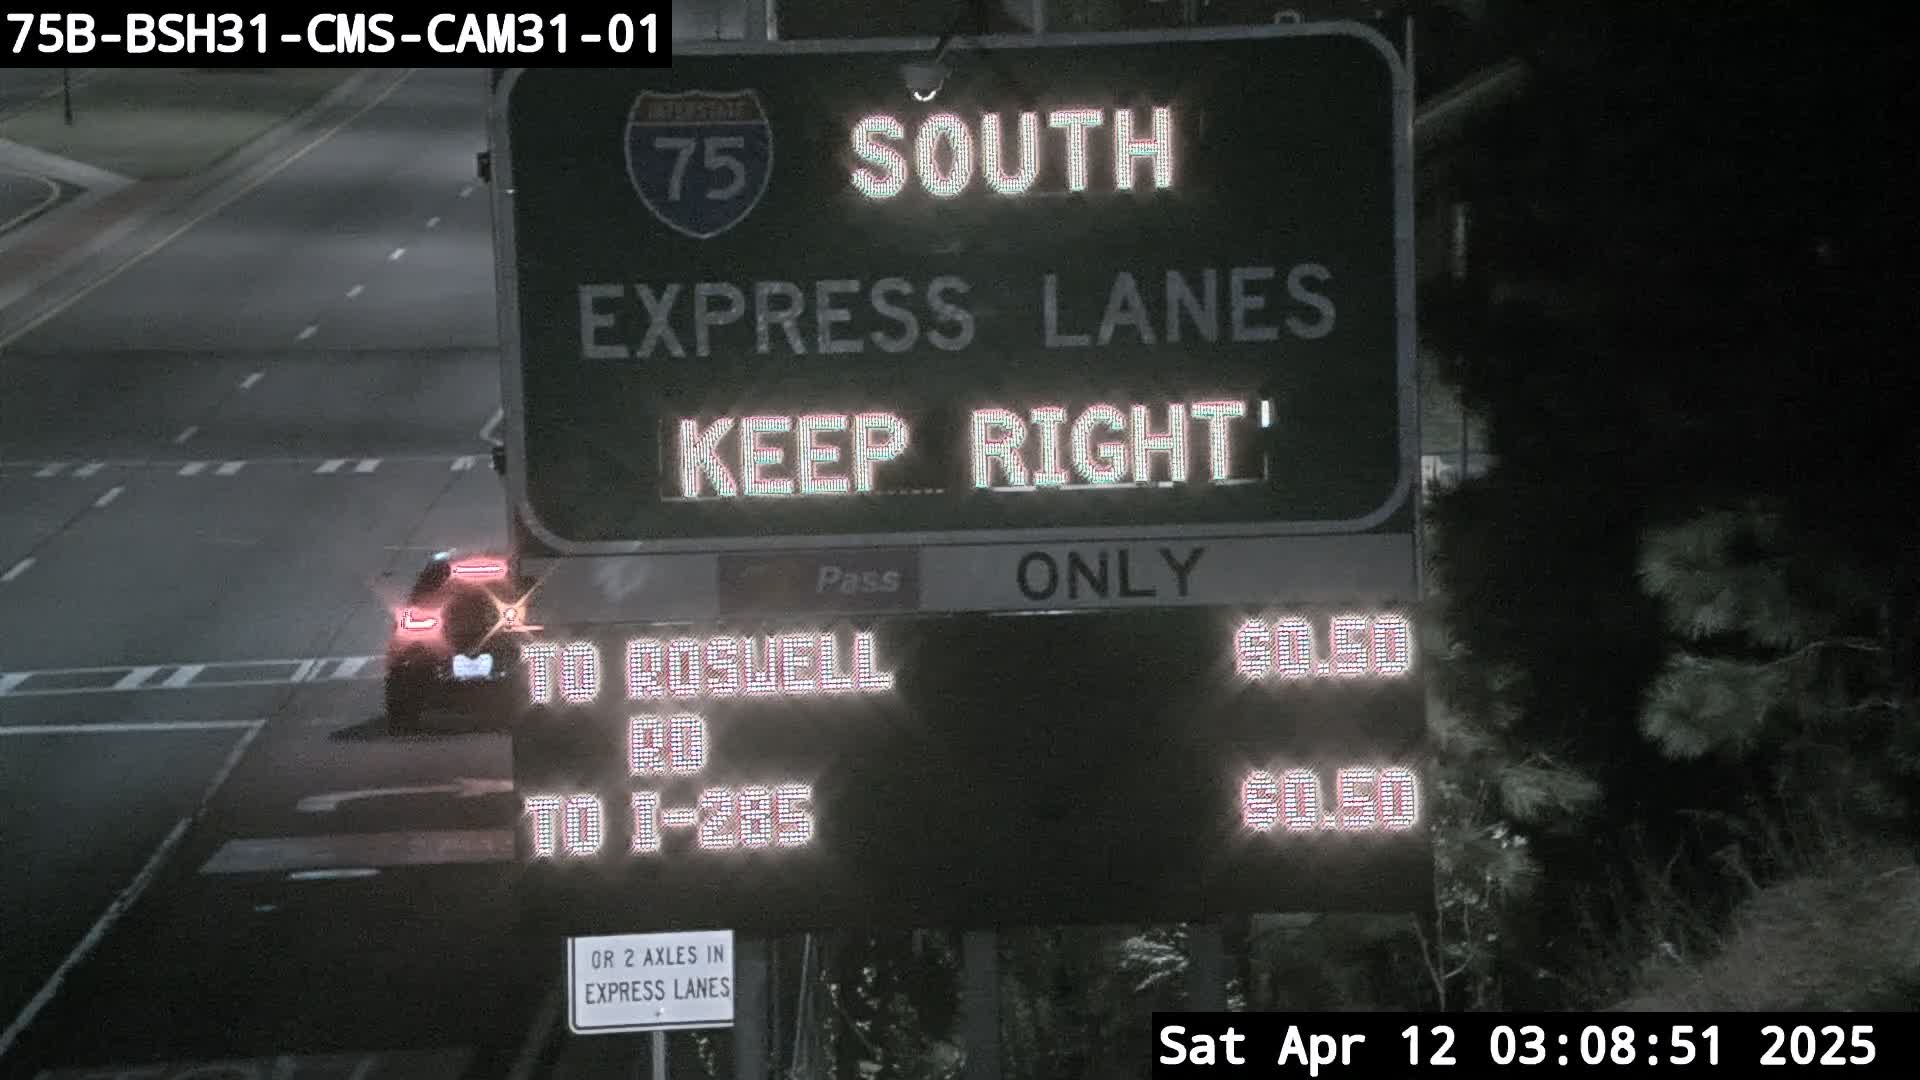 75B-BSH31-CMS-CAM31-01
INTERSTATE
75
SOUTH
EXPRESS LANES
KEEP RIGHT
Pass ONLY
TO ROSWELL $0.50
RD
TO I-285 $0.50
OR 2 AXLES IN
EXPRESS LANES
Sat Apr 12 03:08:51 2025